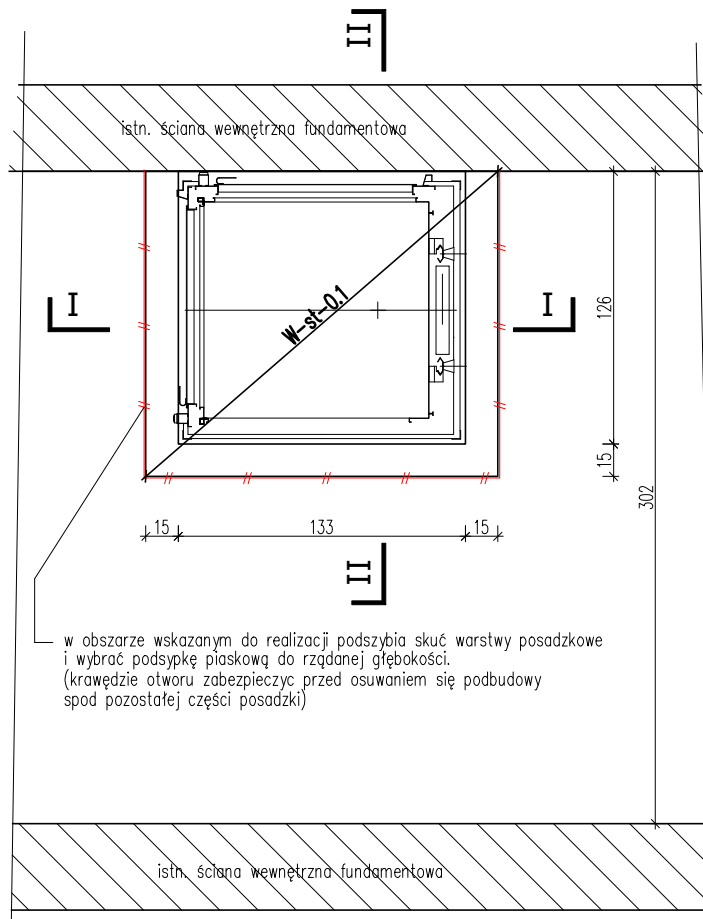 II
istn. ściana wewnętrzna fundamentowa
I
W-st-0.1
I
126
15
302
15
133
15
II
w obszarze wskazanym do realizacji podszybia skuć warstwy posadzkowe
i wybrać podsypkę piaskową do rządanej głębokości.
(krawędzie otworu zabezpieczyc przed osuwaniem się podbudowy
spod pozostałej części posadzki)
istn. ściana wewnętrzna fundamentowa